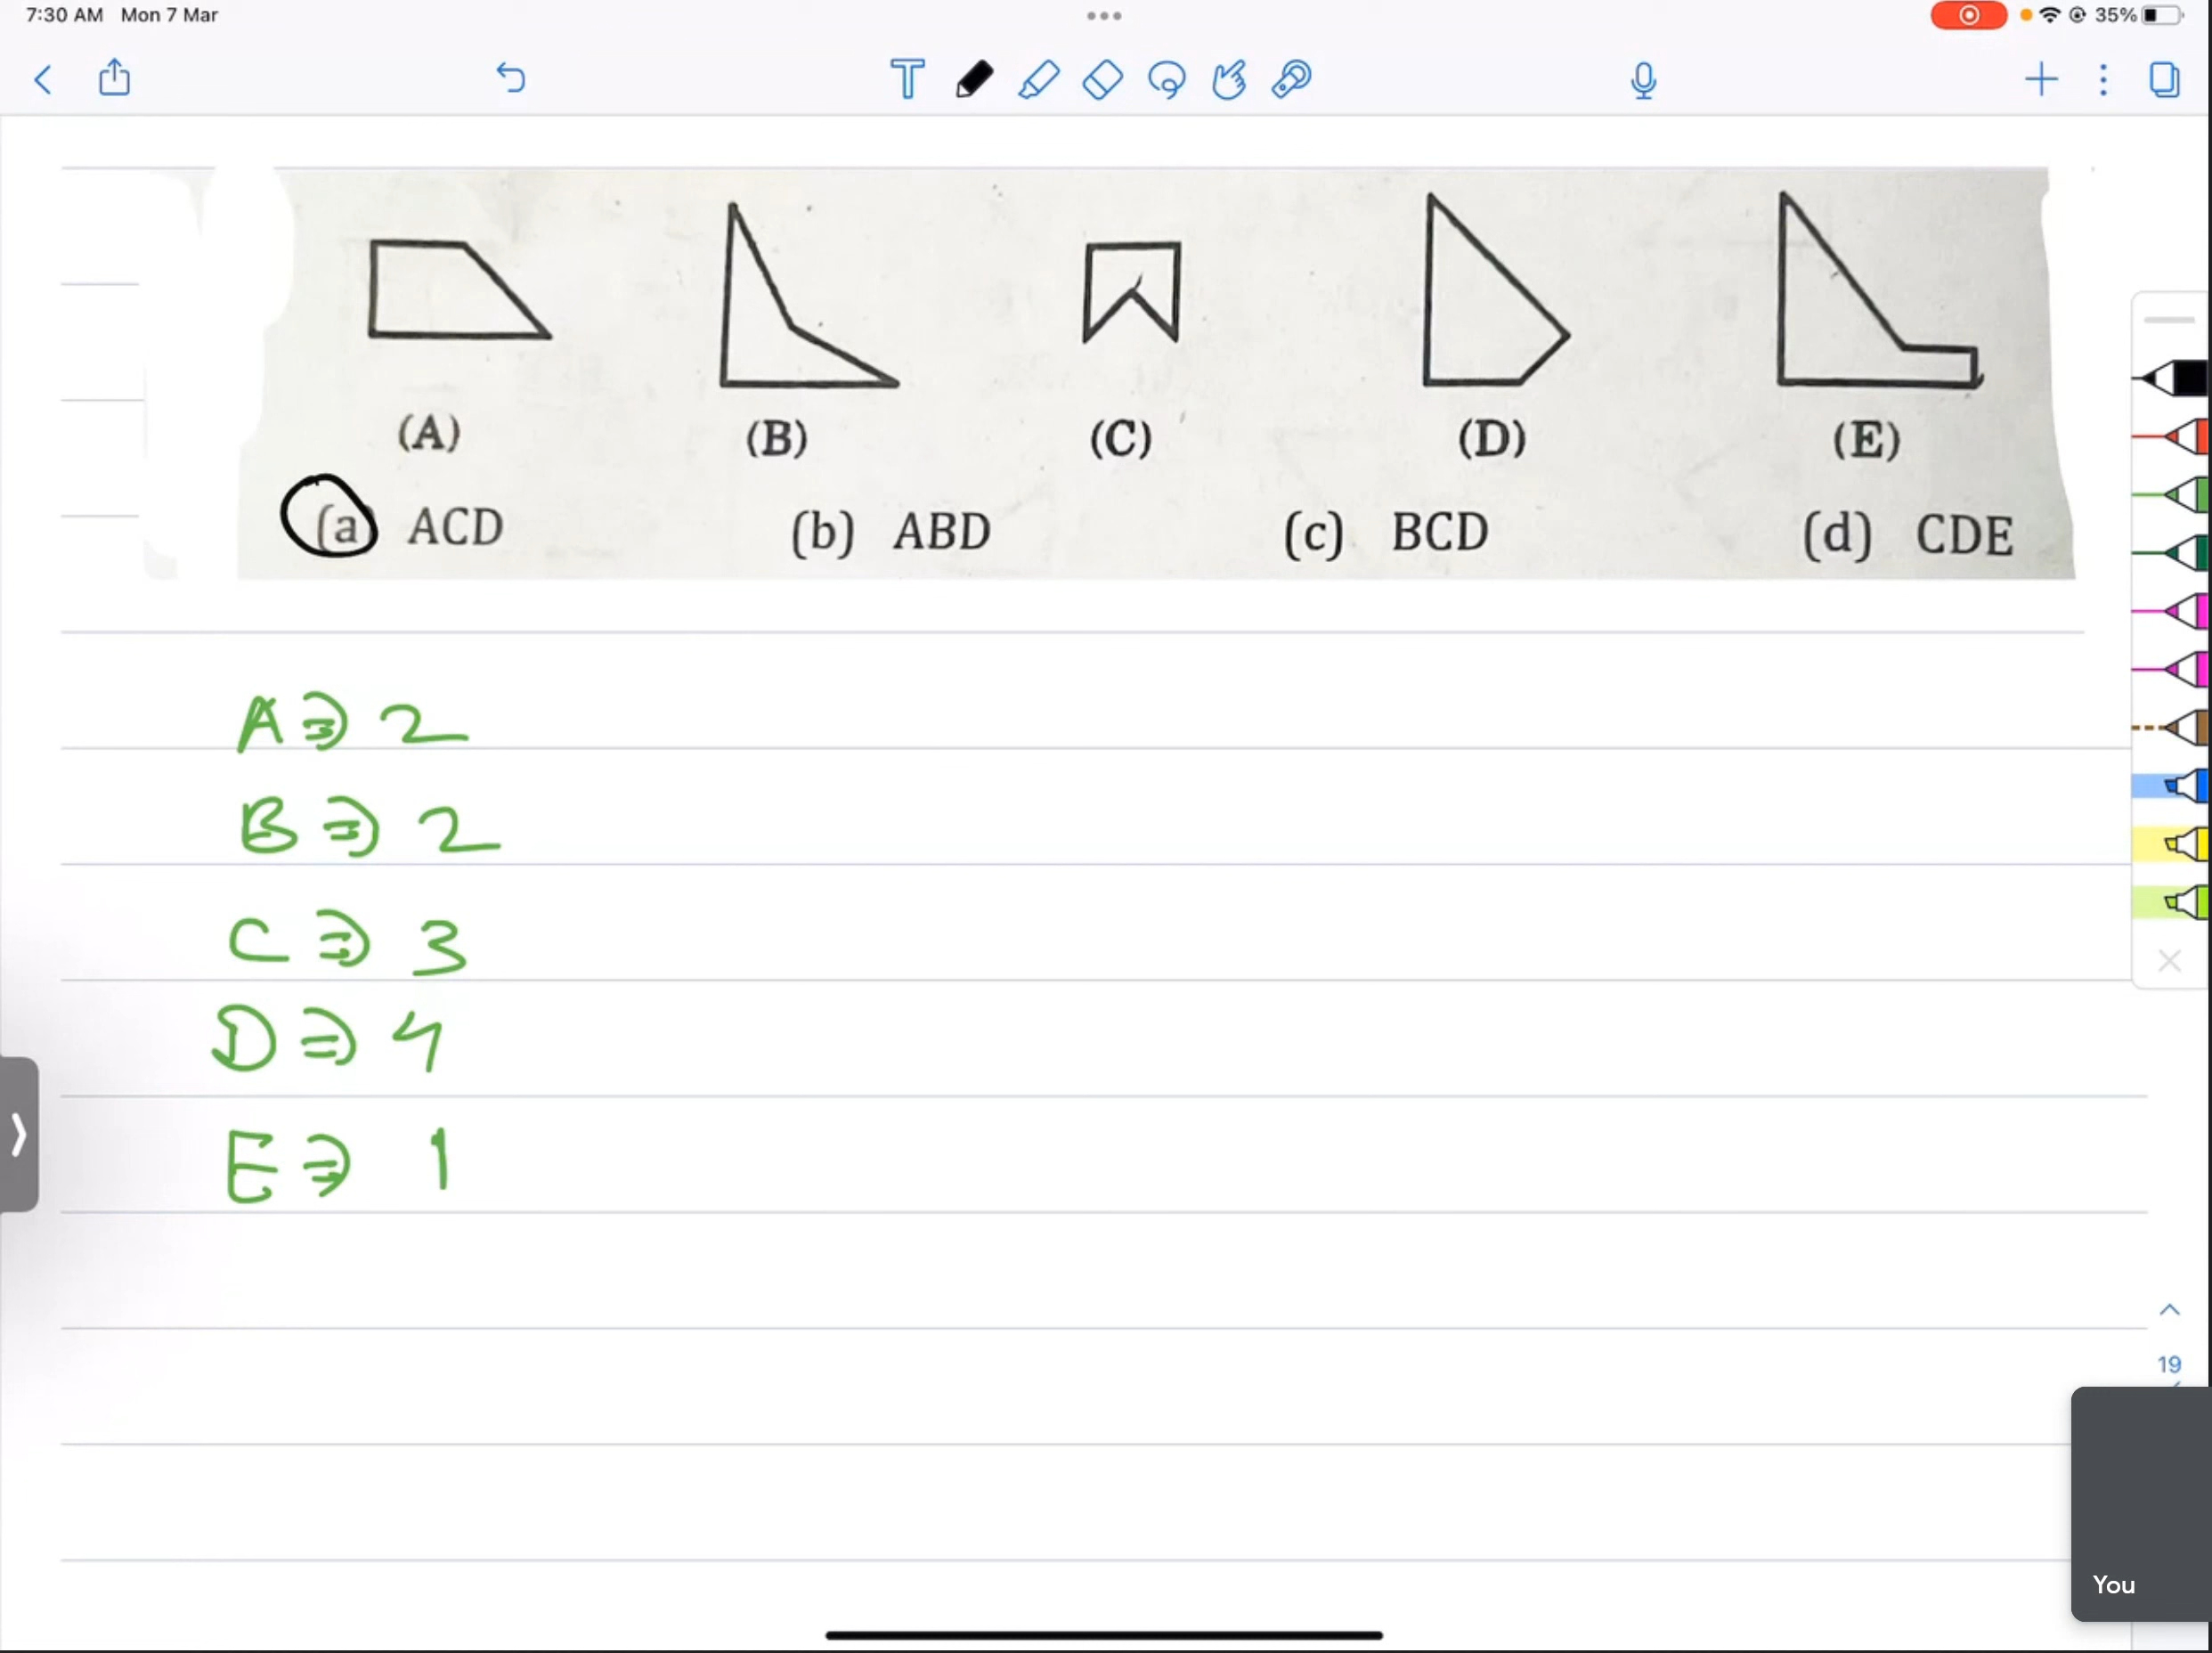 7:30 AM Mon 7 Mar
35%
(A) (B) (C) (D) (E)
(a) ACD (b) ABD (c) BCD (d) CDE
A ⇒ 2
B ⇒ 2
C ⇒ 3
D ⇒ 4
E ⇒ 1
19
You